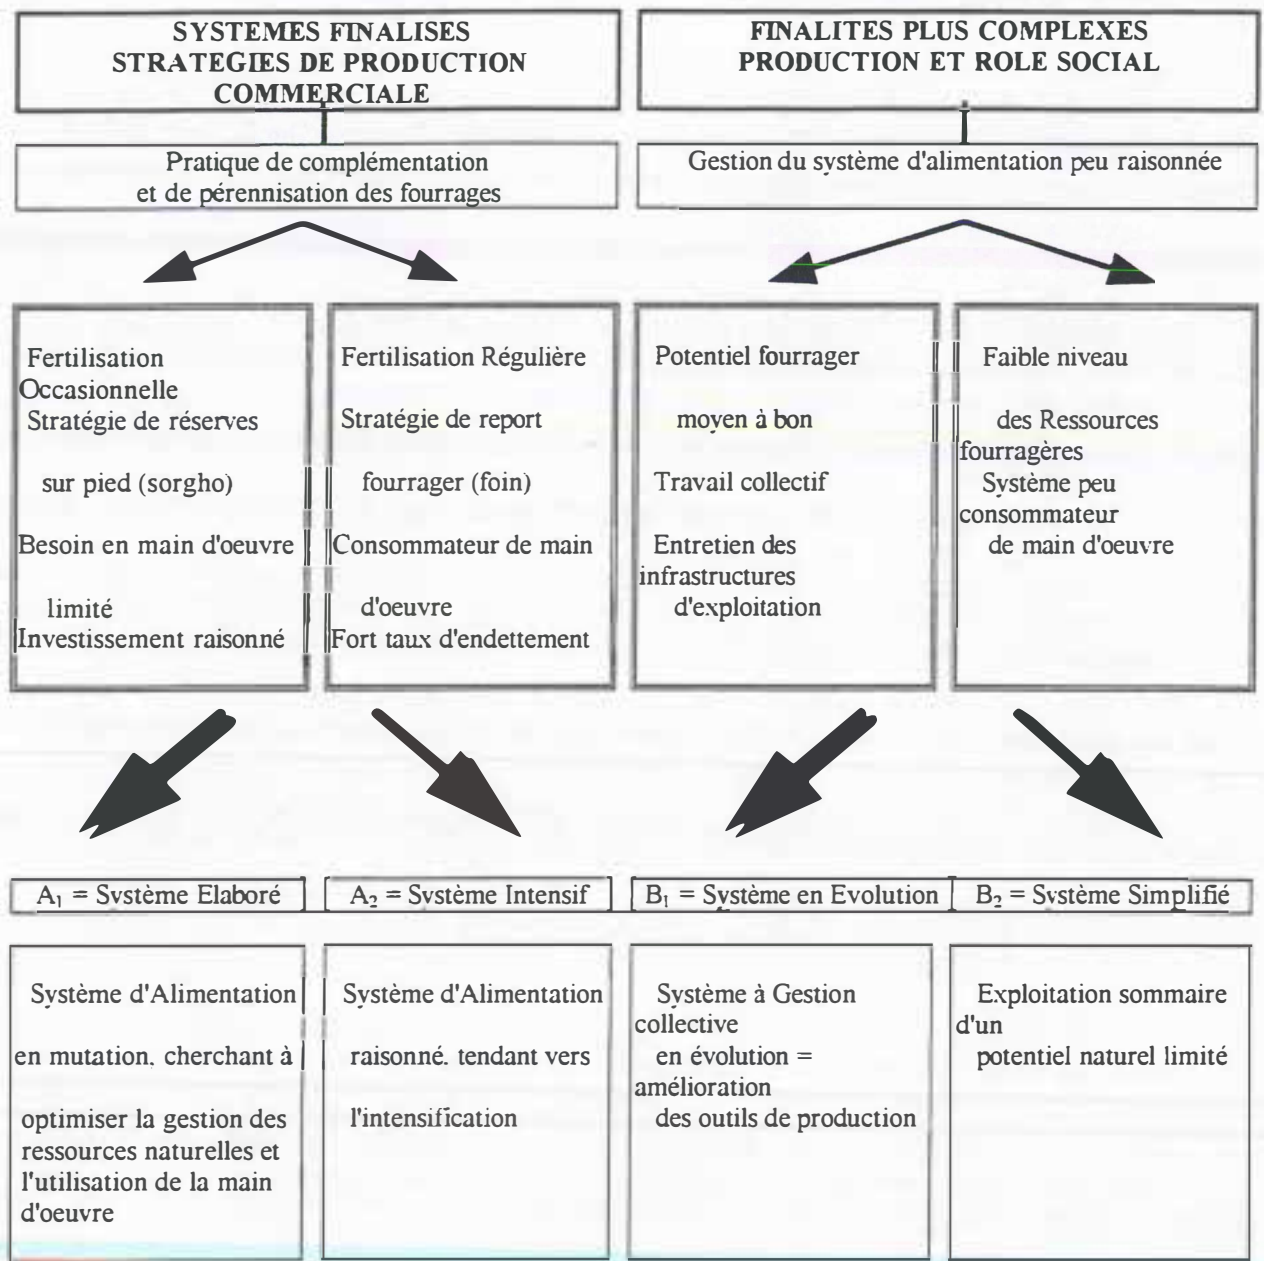 SYSTEMES FINALISES
STRATEGIES DE PRODUCTION
COMMERCIALE
FINALITES PLUS COMPLEXES
PRODUCTION ET ROLE SOCIAL
Pratique de complémentation
et de pérennisation des fourrages
Gestion du système d'alimentation peu raisonnée
Fertilisation
Occasionnelle
Stratégie de réserves
sur pied (sorgho)
Besoin en main d'oeuvre
limité
Investissement raisonné
Fertilisation Régulière
Stratégie de report
fourrager (foin)
Consommateur de main
d'oeuvre
Fort taux d'endettement
Potentiel fourrager
moyen à bon
Travail collectif
Entretien des
infrastructures
d'exploitation
Faible niveau
des Ressources
fourragères
Système peu
consommateur
de main d'oeuvre
A₁ = Système Elaboré
A₂ = Système Intensif
B₁ = Système en Evolution
B₂ = Système Simplifié
Système d'Alimentation
en mutation, cherchant à
optimiser la gestion des
ressources naturelles et
l'utilisation de la main
d'oeuvre
Système d'Alimentation
raisonné, tendant vers
l'intensification
Système à Gestion
collective
en évolution =
amélioration
des outils de production
Exploitation sommaire
d'un
potentiel naturel limité